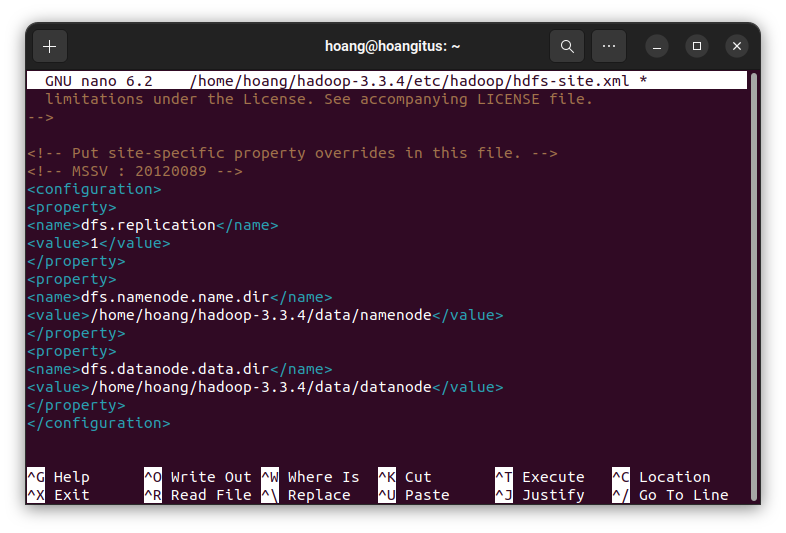 hoang@hoangitus: ~
GNU nano 6.2    /home/hoang/hadoop-3.3.4/etc/hadoop/hdfs-site.xml *
  limitations under the License. See accompanying LICENSE file.
-->

<!-- Put site-specific property overrides in this file. -->
<!-- MSSV : 20120089 -->
<configuration>
<property>
<name>dfs.replication</name>
<value>1</value>
</property>
<property>
<name>dfs.namenode.name.dir</name>
<value>/home/hoang/hadoop-3.3.4/data/namenode</value>
</property>
<property>
<name>dfs.datanode.data.dir</name>
<value>/home/hoang/hadoop-3.3.4/data/datanode</value>
</property>
</configuration>

^G Help ^O Write Out ^W Where Is ^K Cut ^T Execute ^C Location
^X Exit ^R Read File ^\ Replace ^U Paste ^J Justify ^/ Go To Line